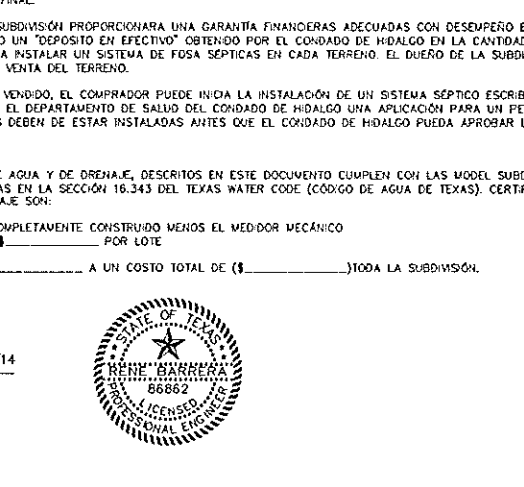 FINAL.
SUBDIVISIÓN PROPORCIONARA UNA GARANTÍA FINANCIERAS ADECUADAS CON DESEMPEÑO E
O UN "DEPOSITO EN EFECTIVO" OBTENIDO POR EL CONDADO DE HIDALGO EN LA CANTIDAD
A INSTALAR UN SISTEMA DE FOSA SÉPTICAS EN CADA TERRENO. EL DUEÑO DE LA SUBDI
VENTA DEL TERRENO.
VENDIDO, EL COMPRADOR PUEDE INICIA LA INSTALACIÓN DE UN SISTEMA SÉPTICO ESCRIB
EL DEPARTAMENTO DE SALUD DEL CONDADO DE HIDALGO UNA APLICACIÓN PARA UN PE
S DEBEN DE ESTAR INSTALADAS ANTES QUE EL CONDADO DE HIDALGO PUEDA APROBAR L
E AGUA Y DE DRENAJE, DESCRITOS EN ESTE DOCUMENTO CUMPLEN CON LAS MODEL SUBD
AS EN LA SECCIÓN 16.343 DEL TEXAS WATER CODE (CÓDIGO DE AGUA DE TEXAS). CERTIF
AJE SON:
OMPLETAMENTE CONSTRUIDO MENOS EL MEDIDOR MECÁNICO
$____________ POR LOTE
____________ A UN COSTO TOTAL DE ($____________)TODA LA SUBDIVISIÓN.
/14
STATE OF TEXAS
RENE BARRERA
86862
LICENSED
PROFESSIONAL ENGINEER